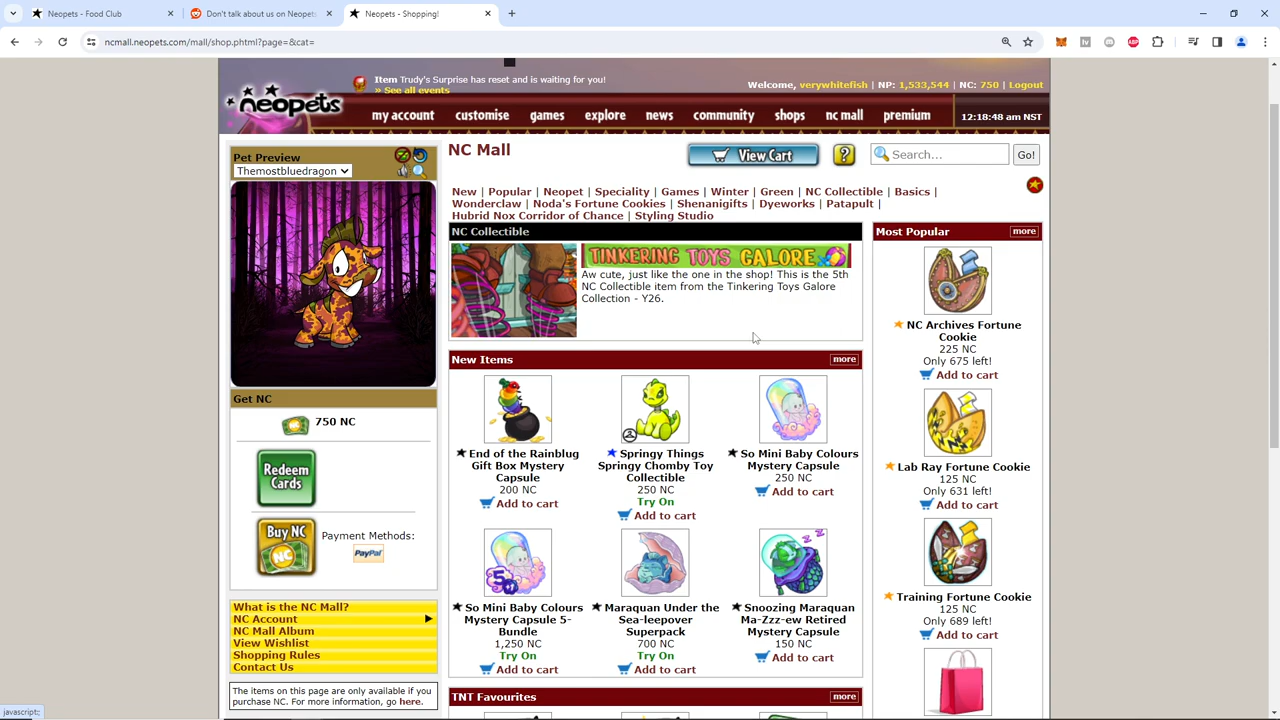 Neopets - Food Club
Don't talk about us on Neopets
Neopets - Shopping!
ncmall.neopets.com/mall/shop.phtml?page=&cat=
Item Trudy's Surprise has reset and is waiting for you!
» See all events
Welcome, verywhitefish | NP: 1,533,544 | NC: 750 | Logout
neopets
my account customise games explore news community shops nc mall premium
12:18:48 am NST
Pet Preview
Themostbluedragon
NC Mall
View Cart
?
Search...
Go!
New | Popular | Neopet | Speciality | Games | Winter | Green | NC Collectible | Basics |
Wonderclaw | Noda's Fortune Cookies | Shenanigifts | Dyeworks | Patapult |
Hubrid Nox Corridor of Chance | Styling Studio
NC Collectible
TINKERING TOYS GALORE
Aw cute, just like the one in the shop! This is the 5th
NC Collectible item from the Tinkering Toys Galore
Collection - Y26.
New Items
more
End of the Rainblug
Gift Box Mystery
Capsule
200 NC
Add to cart
Springy Things
Springy Chomby Toy
Collectible
250 NC
Try On
Add to cart
So Mini Baby Colours
Mystery Capsule
250 NC
Add to cart
5
So Mini Baby Colours
Mystery Capsule 5-
Bundle
1,250 NC
Try On
Add to cart
Maraquan Under the
Sea-leepover
Superpack
700 NC
Try On
Add to cart
Z Z
Snoozing Maraquan
Ma-Zzz-ew Retired
Mystery Capsule
150 NC
Add to cart
TNT Favourites
more
Most Popular
more
NC Archives Fortune
Cookie
225 NC
Only 675 left!
Add to cart
Lab Ray Fortune Cookie
125 NC
Only 631 left!
Add to cart
Training Fortune Cookie
125 NC
Only 689 left!
Add to cart
Get NC
750 NC
Redeem
Cards
Buy NC
NC
Payment Methods:
PayPal
What is the NC Mall?
NC Account
NC Mall Album
View Wishlist
Shopping Rules
Contact Us
The items on this page are only available if you
purchase NC. For more information, go here.
javascript:;